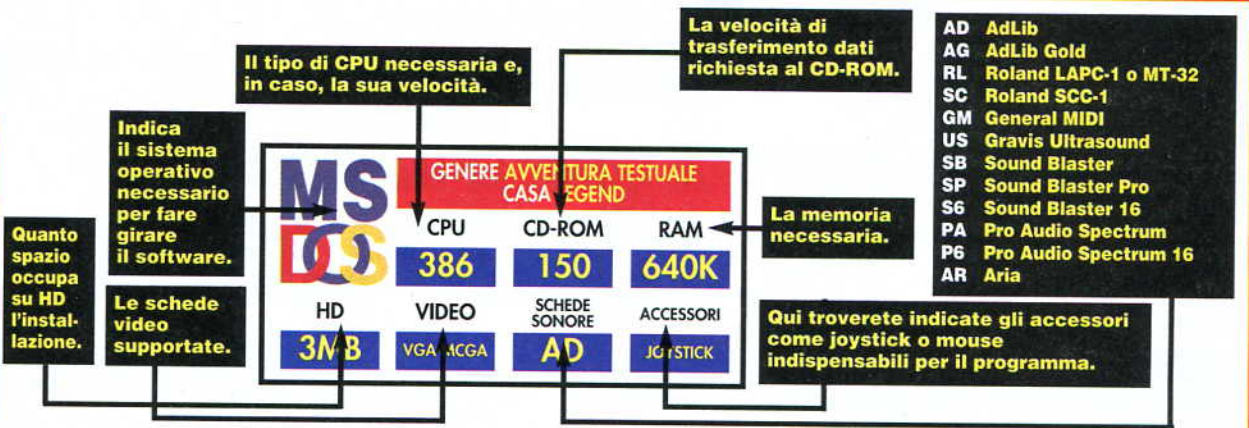 Il tipo di CPU necessaria e,
in caso, la sua velocità.
La velocità di
trasferimento dati
richiesta al CD-ROM.
AD AdLib
AG AdLib Gold
RL Roland LAPC-1 o MT-32
SC Roland SCC-1
GM General MIDI
US Gravis Ultrasound
SB Sound Blaster
SP Sound Blaster Pro
S6 Sound Blaster 16
PA Pro Audio Spectrum
P6 Pro Audio Spectrum 16
AR Aria
Indica
il sistema
operativo
necessario
per fare
girare
il software.
MS
DOS
GENERE AVVENTURA TESTUALE
CASA LEGEND
CPU
CD-ROM
RAM
386
150
640K
La memoria
necessaria.
Quanto
spazio
occupa
su HD
l'instal-
lazione.
Le schede
video
supportate.
HD
VIDEO
SCHEDE
SONORE
ACCESSORI
3MB
VGA MCGA
AD
JOYSTICK
Qui troverete indicate gli accessori
come joystick o mouse
indispensabili per il programma.